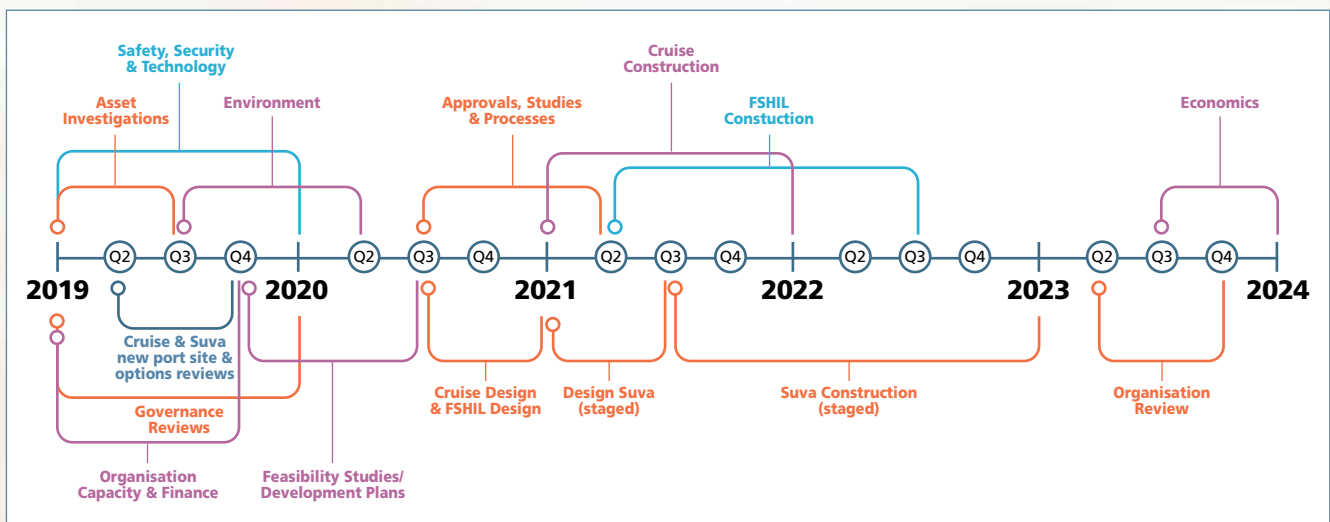 Safety, Security
& Technology
Cruise
Construction
Asset
Investigations
Environment
Approvals, Studies
& Processes
FSHIL
Constuction
Economics
Q2
Q3
Q4
Q2
Q3
Q4
Q2
Q3
Q4
Q2
Q3
Q4
Q2
Q3
Q4
2019
2020
2021
2022
2023
2024
Cruise & Suva
new port site &
options reviews
Cruise Design
& FSHIL Design
Design Suva
(staged)
Suva Construction
(staged)
Organisation
Review
Governance
Reviews
Organisation
Capacity & Finance
Feasibility Studies/
Development Plans